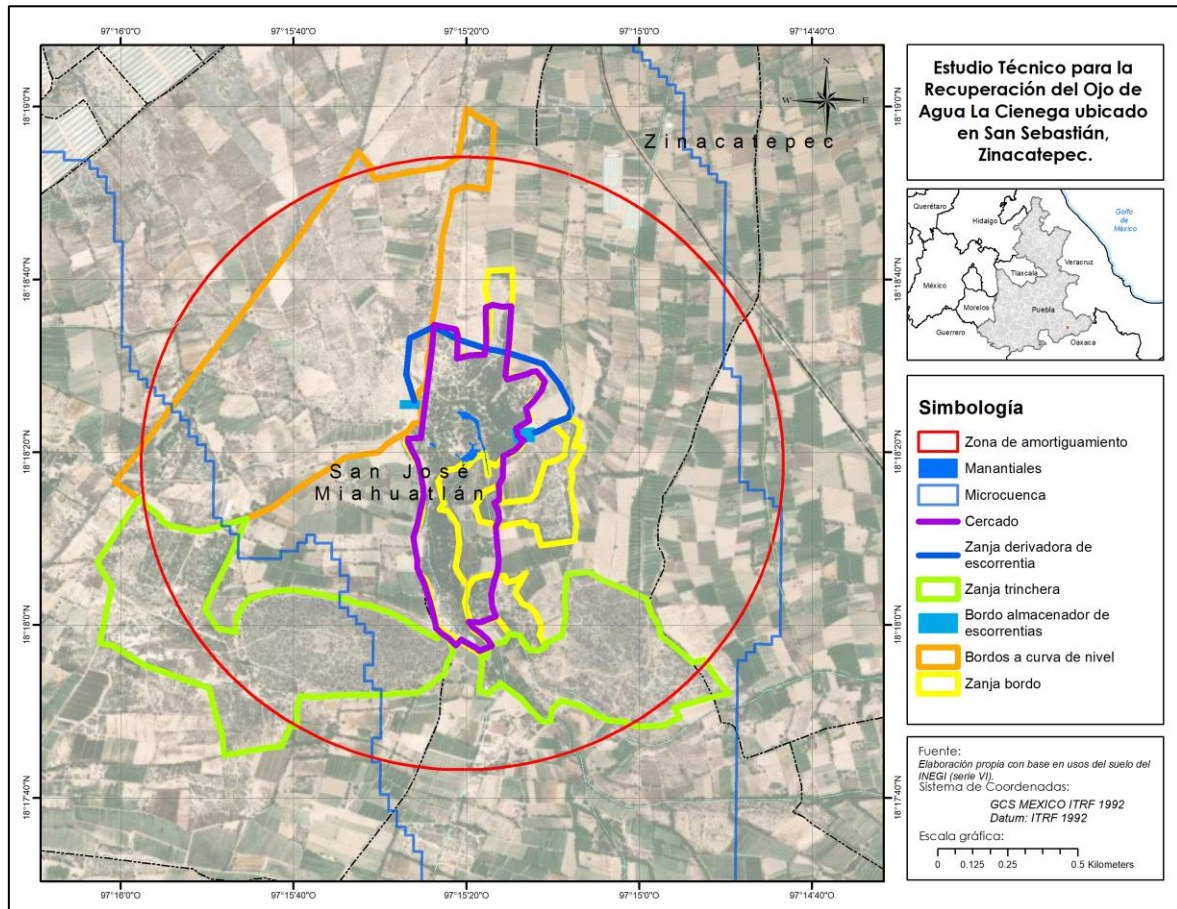 97°16'0"O 97°15'40"O 97°15'20"O 97°15'0"O 97°14'40"O
18°19'0"N
18°18'40"N
18°18'20"N
18°18'0"N
18°17'40"N
N
W E
S
Zinacatepec
San José
Miahuatlán
18°19'0"N
18°18'40"N
18°18'20"N
18°18'0"N
18°17'40"N
97°16'0"O 97°15'40"O 97°15'20"O 97°15'0"O 97°14'40"O
Estudio Técnico para la
Recuperación del Ojo de
Agua La Cienega ubicado
en San Sebastián,
Zinacatepec.
Querétaro
Hidalgo
Golfo
de
México
Tlaxcala
Veracruz
México
Morelos
Puebla
Guerrero
Oaxaca
Simbología
Zona de amortiguamiento
Manantiales
Microcuenca
Cercado
Zanja derivadora de
escorrentia
Zanja trinchera
Bordo almacenador de
escorrentias
Bordos a curva de nivel
Zanja bordo
Fuente:
Elaboración propia con base en usos del suelo del
INEGI (serie VI).
Sistema de Coordenadas:
GCS MEXICO ITRF 1992
Datum: ITRF 1992
Escala gráfica:
0 0.125 0.25 0.5 Kilometers